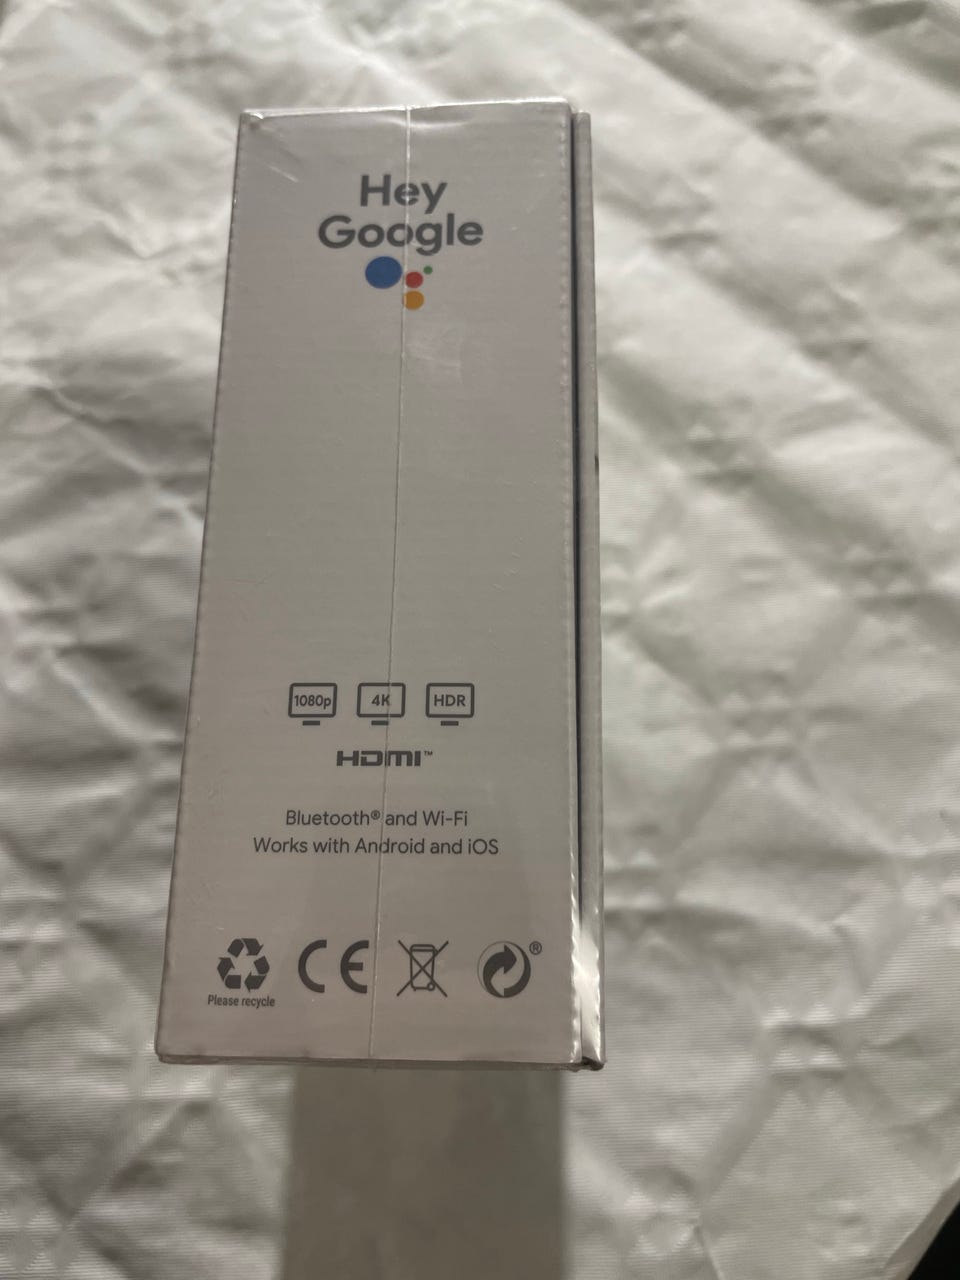 Hey
Google
1080p 4K HDR
HDMI™
Bluetooth® and Wi-Fi
Works with Android and iOS
CE ®
Please recycle